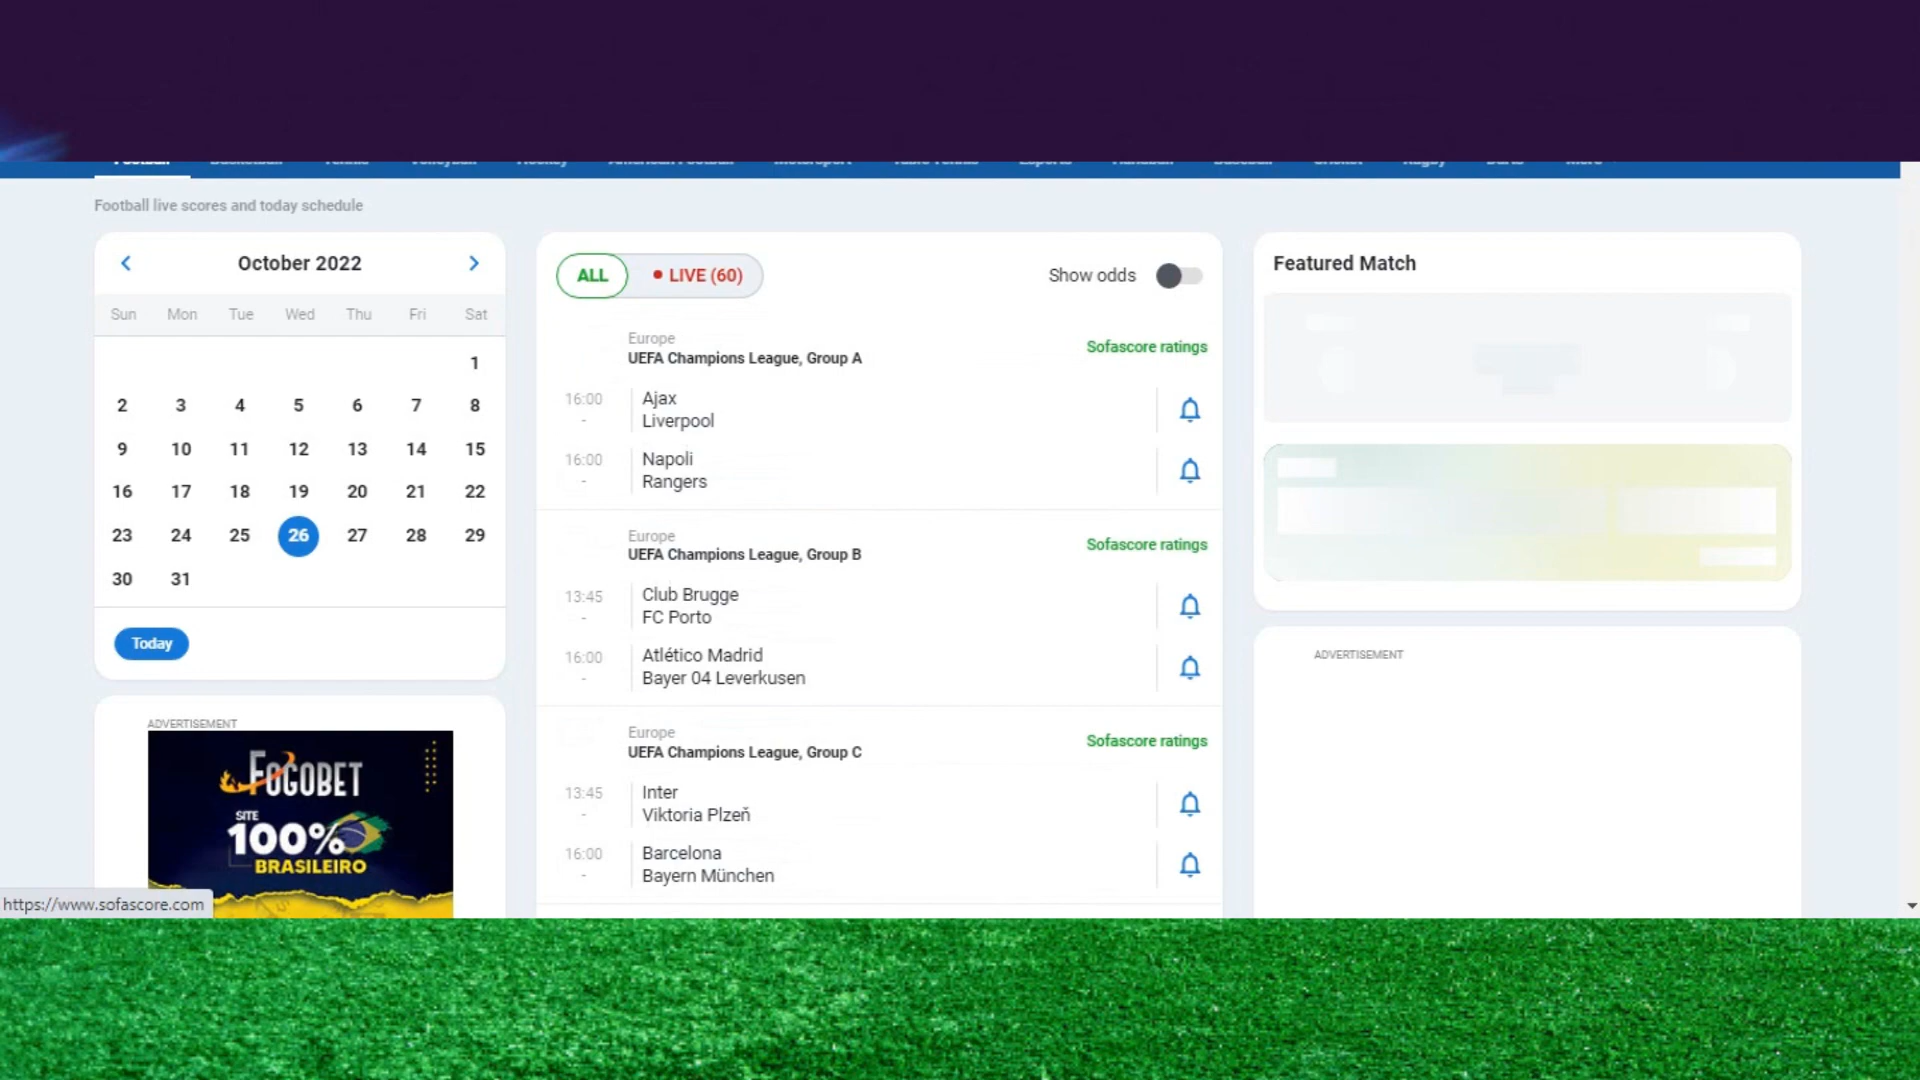 Football live scores and today schedule
October 2022
Sun Mon Tue Wed Thu Fri Sat
1
2 3 4 5 6 7 8
9 10 11 12 13 14 15
16 17 18 19 20 21 22
23 24 25 26 27 28 29
30 31
Today
ADVERTISEMENT
FOGOBET
SITE
100%
BRASILEIRO
https://www.sofascore.com
ALL
LIVE (60)
Show odds
Europe
UEFA Champions League, Group A
Sofascore ratings
16:00 Ajax
- Liverpool
16:00 Napoli
- Rangers
Europe
UEFA Champions League, Group B
Sofascore ratings
13:45 Club Brugge
- FC Porto
16:00 Atlético Madrid
- Bayer 04 Leverkusen
Europe
UEFA Champions League, Group C
Sofascore ratings
13:45 Inter
- Viktoria Plzeň
16:00 Barcelona
- Bayern München
Featured Match
ADVERTISEMENT